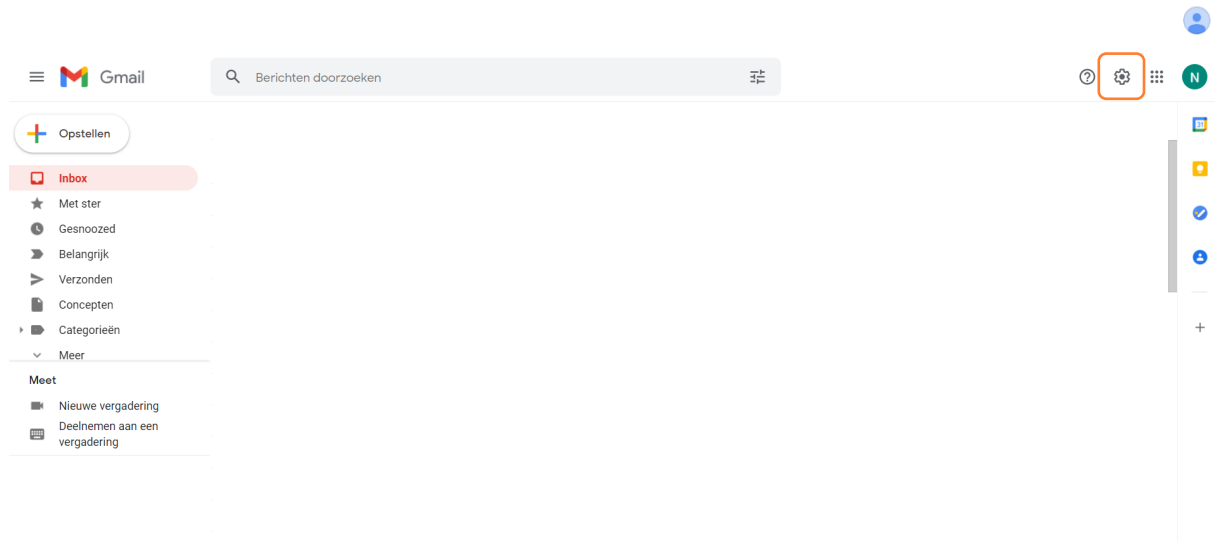 Gmail
Berichten doorzoeken
N
Opstellen
31
Inbox
Met ster
Gesnoozed
Belangrijk
Verzonden
Concepten
Categorieën
Meer
Meet
Nieuwe vergadering
Deelnemen aan een
vergadering